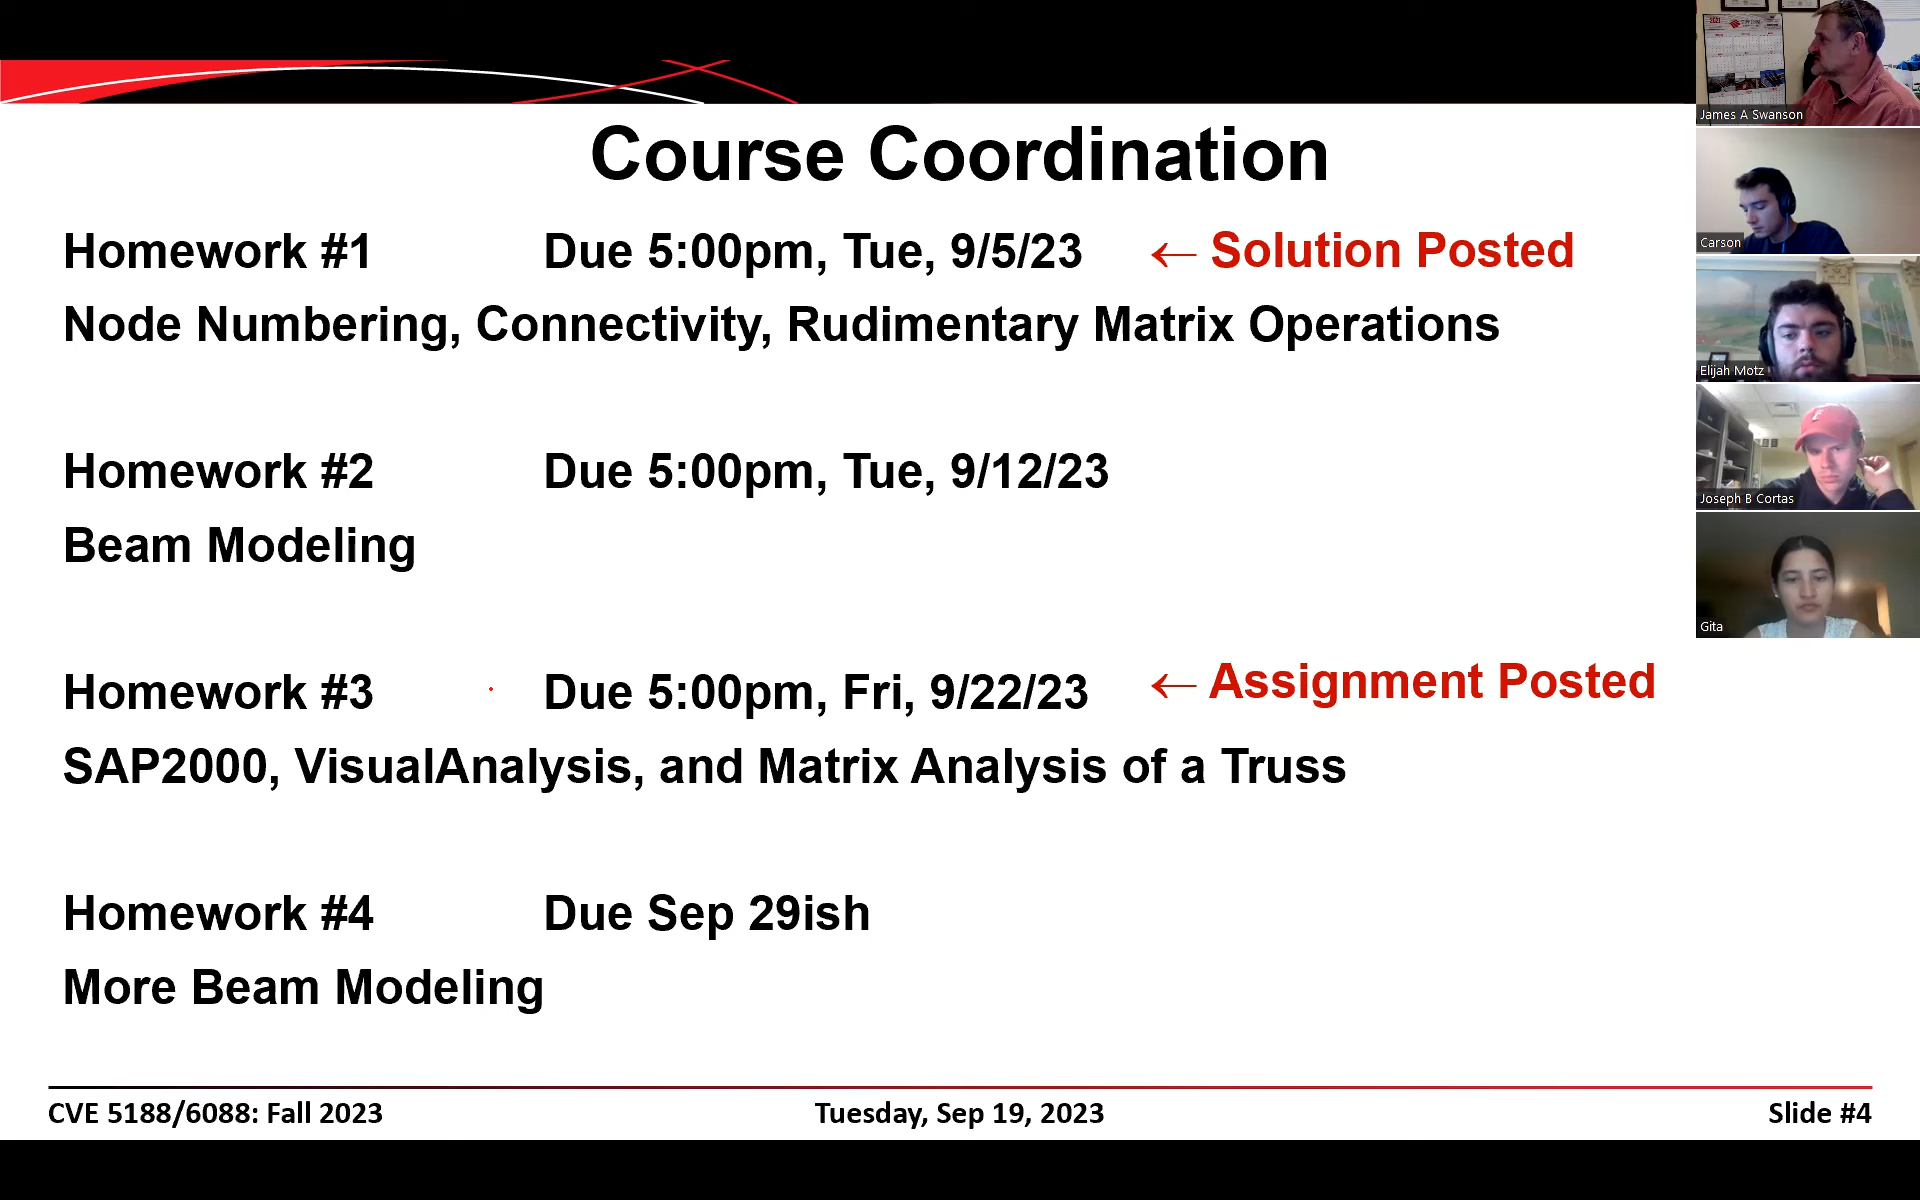 Course Coordination
Homework #1 Due 5:00pm, Tue, 9/5/23 ← Solution Posted
Node Numbering, Connectivity, Rudimentary Matrix Operations
Homework #2 Due 5:00pm, Tue, 9/12/23
Beam Modeling
Homework #3 Due 5:00pm, Fri, 9/22/23 ← Assignment Posted
SAP2000, VisualAnalysis, and Matrix Analysis of a Truss
Homework #4 Due Sep 29ish
More Beam Modeling
CVE 5188/6088: Fall 2023 Tuesday, Sep 19, 2023 Slide #4
James A Swanson
Carson
Elijah Motz
Joseph B Cortas
Gita